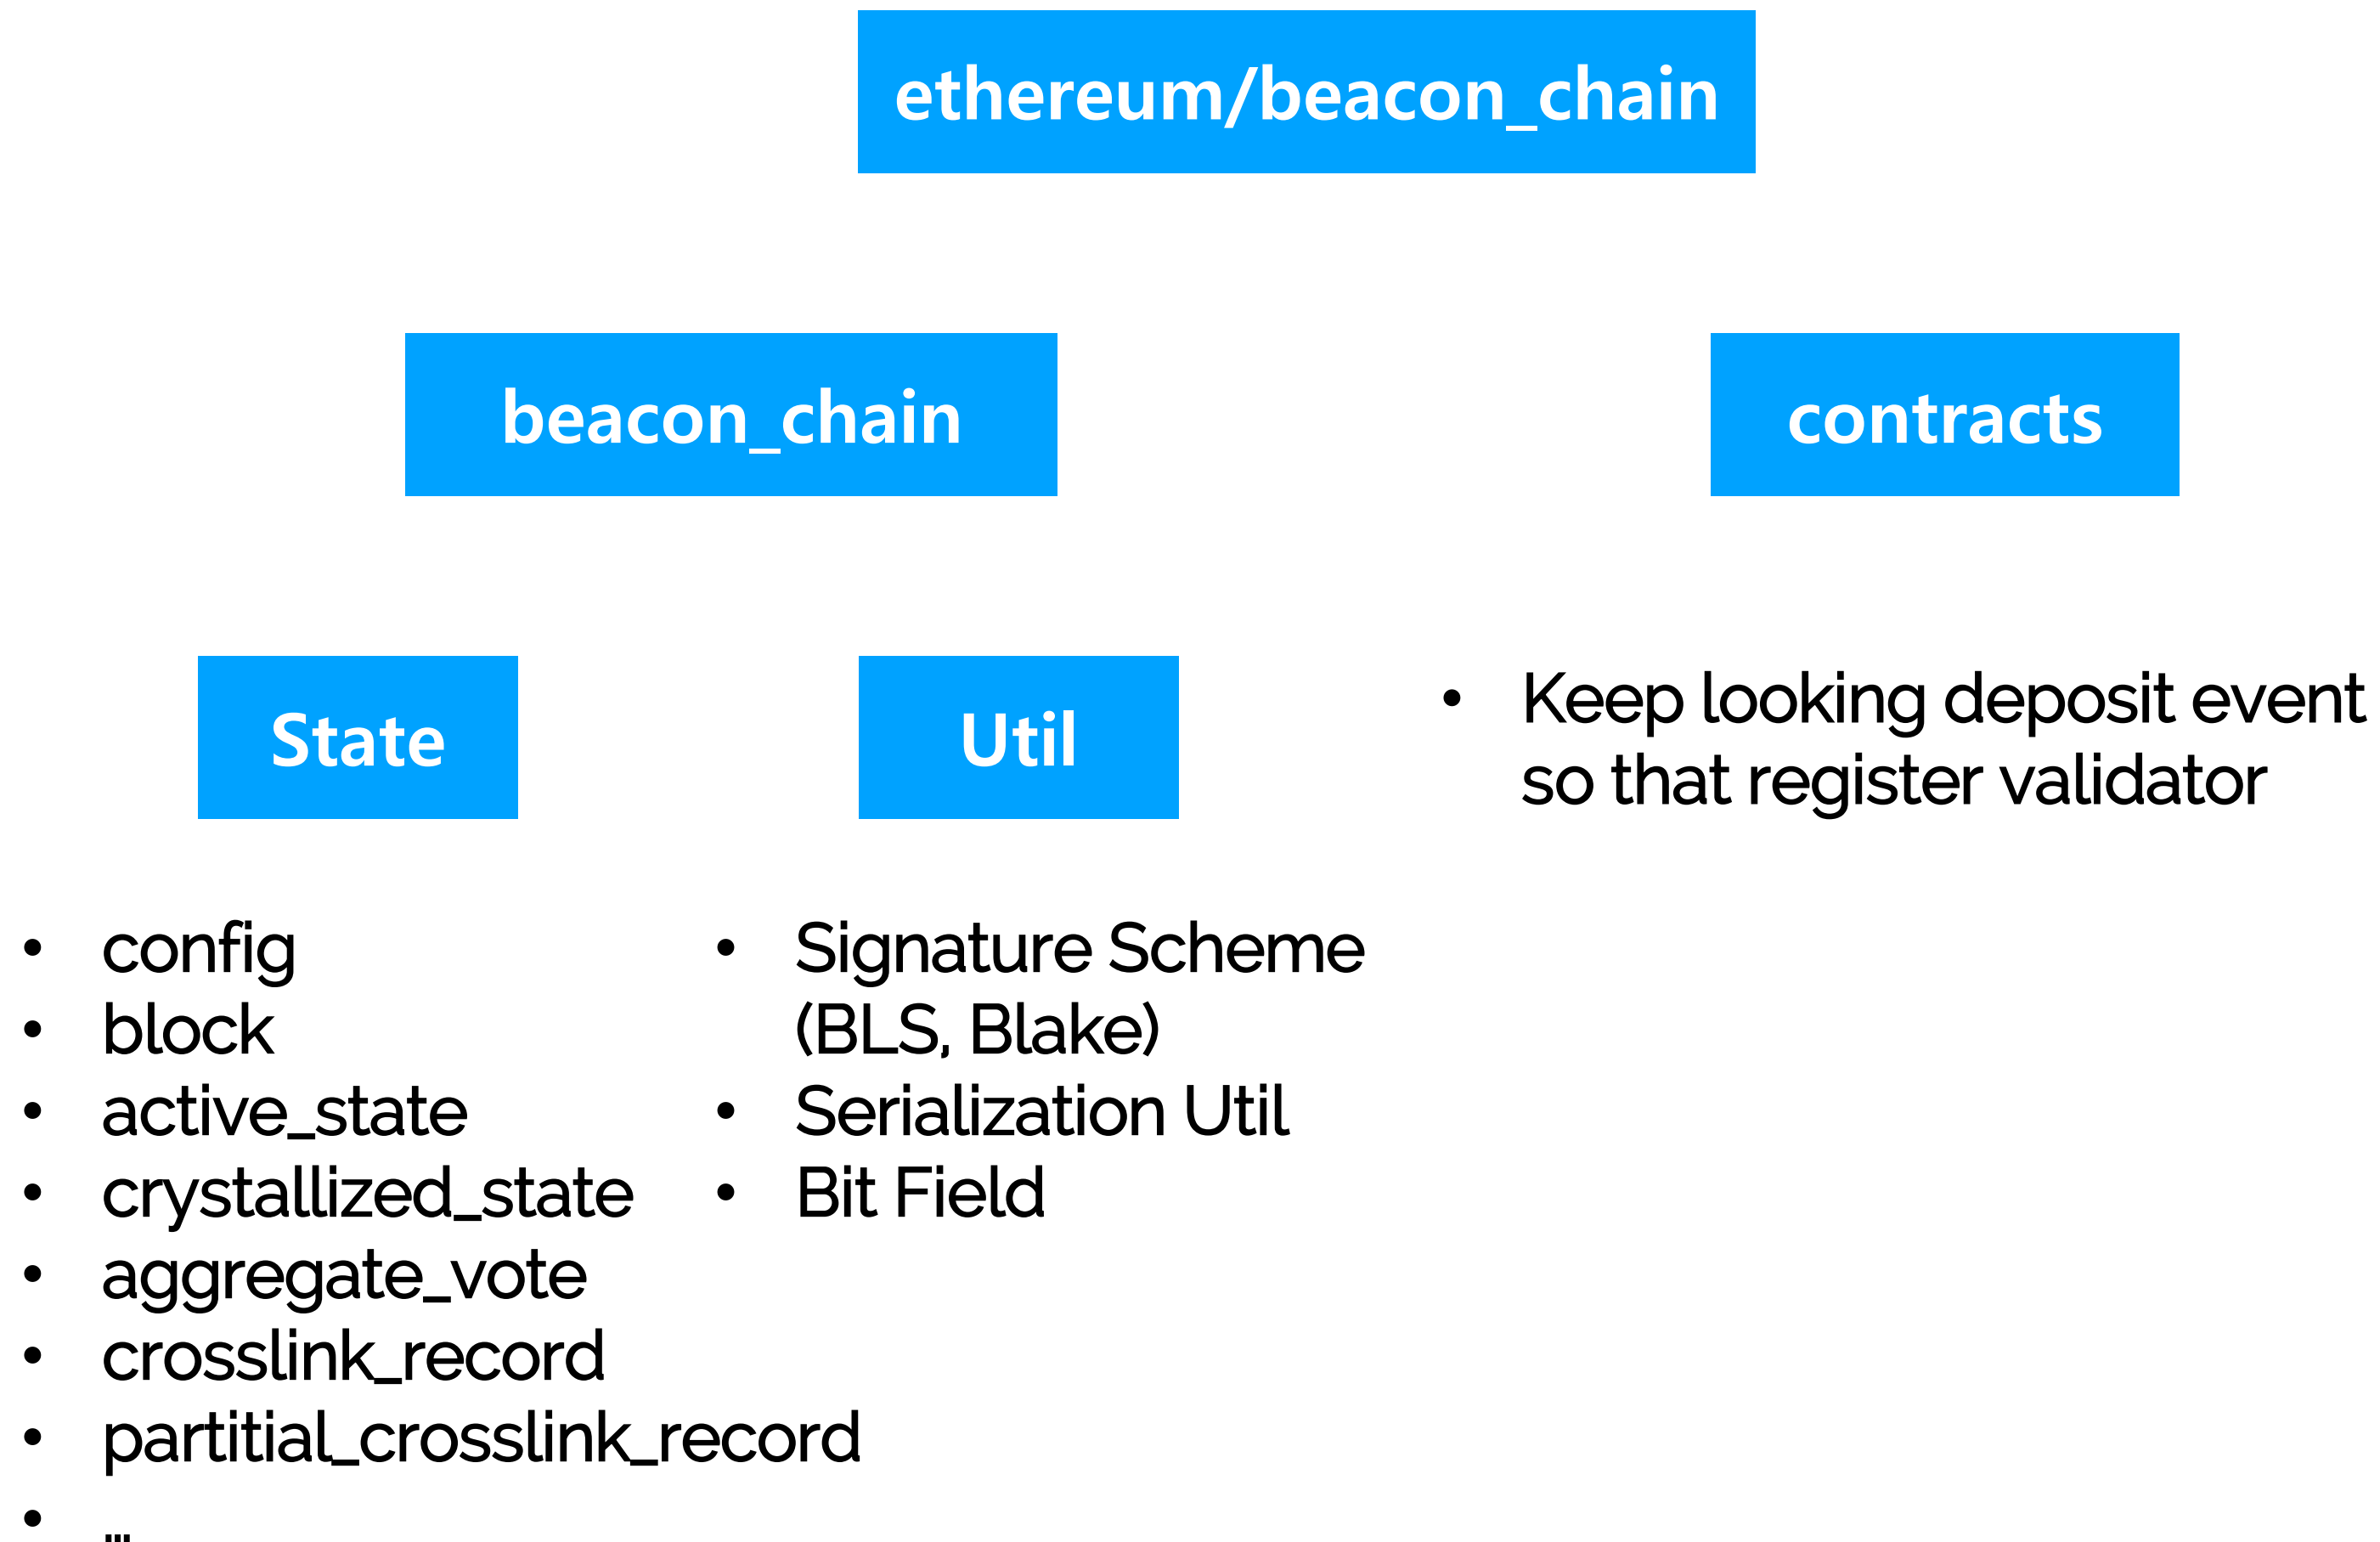 ethereum/beacon_chain
beacon_chain
contracts
State
Util
• Keep looking deposit event
so that register validator
• config
• block
• active_state
• crystallized_state
• aggregate_vote
• crosslink_record
• partitial_crosslink_record
• ...
• Signature Scheme
(BLS, Blake)
• Serialization Util
• Bit Field